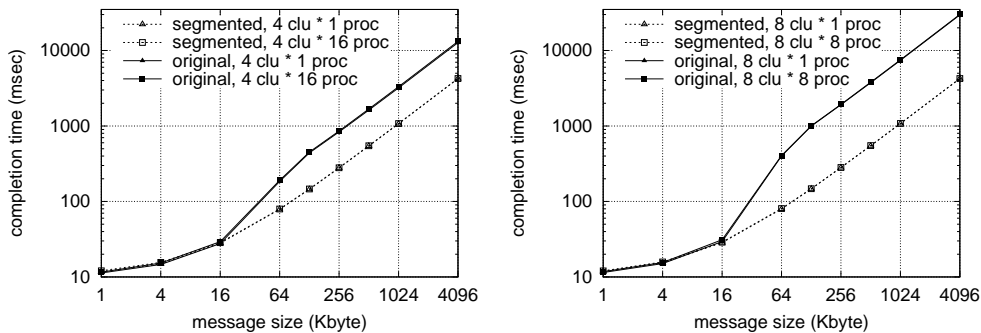 segmented, 4 clu * 1 proc
segmented, 4 clu * 16 proc
original, 4 clu * 1 proc
original, 4 clu * 16 proc
completion time (msec)
10000
1000
100
10
1 4 16 64 256 1024 4096
message size (Kbyte)
segmented, 8 clu * 1 proc
segmented, 8 clu * 8 proc
original, 8 clu * 1 proc
original, 8 clu * 8 proc
completion time (msec)
10000
1000
100
10
1 4 16 64 256 1024 4096
message size (Kbyte)